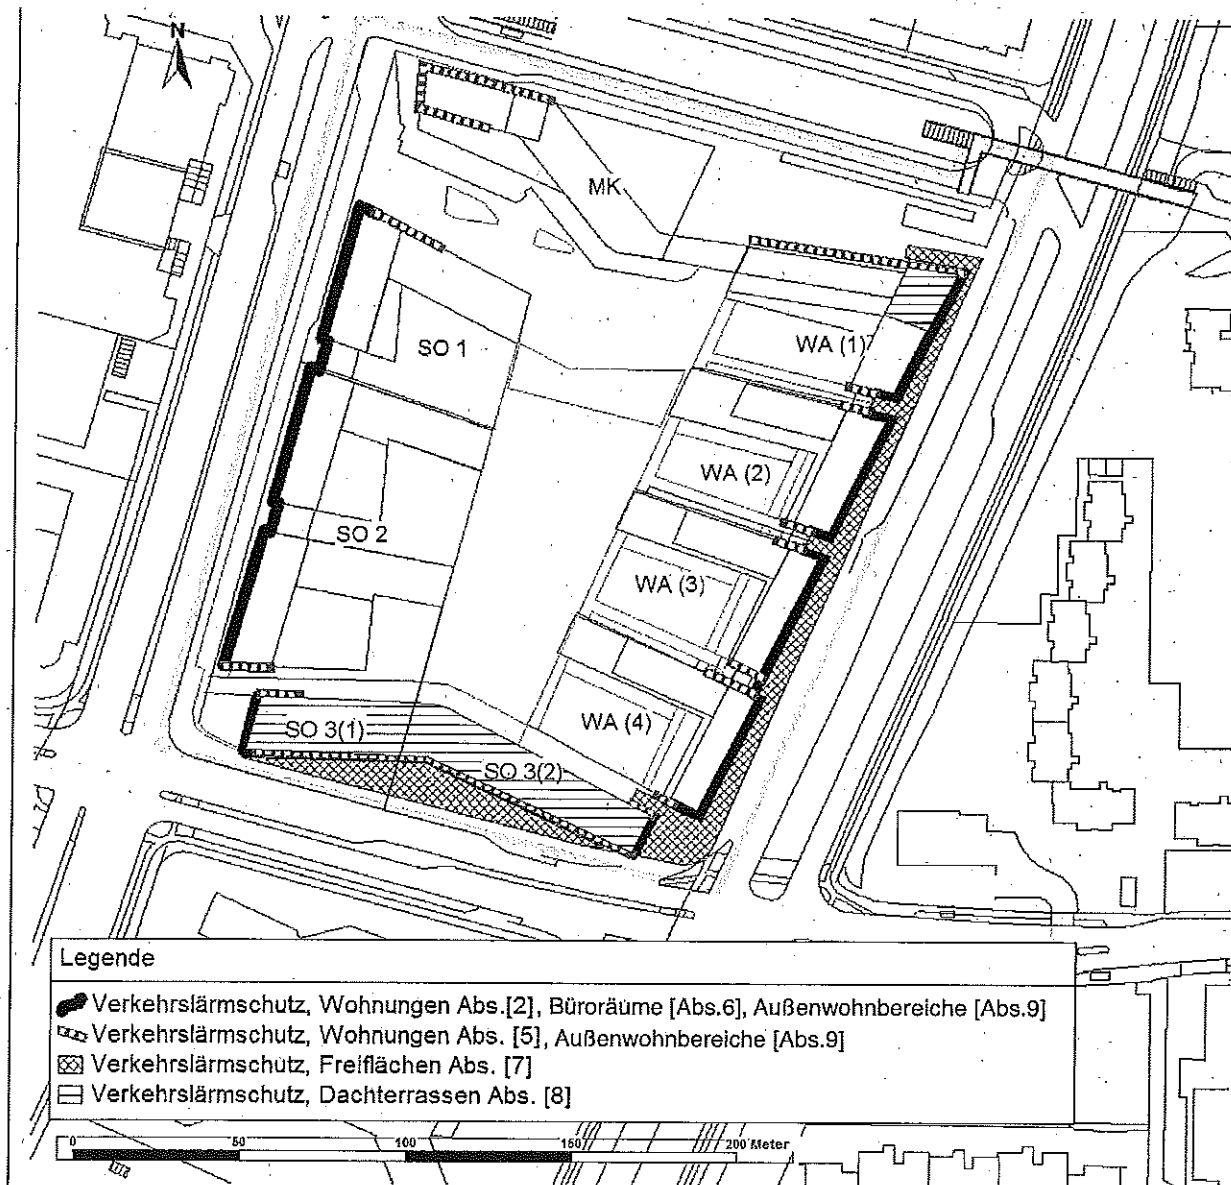 N
MK
SO 1
WA (1)
WA (2)
SO 2
WA (3)
WA (4)
SO 3(1)
SO 3(2)
Legende
Verkehrslärmschutz, Wohnungen Abs.[2], Büroräume [Abs.6], Außenwohnbereiche [Abs.9]
Verkehrslärmschutz, Wohnungen Abs. [5], Außenwohnbereiche [Abs.9]
Verkehrslärmschutz, Freiflächen Abs. [7]
Verkehrslärmschutz, Dachterrassen Abs. [8]
0 50 100 150 200 Meter